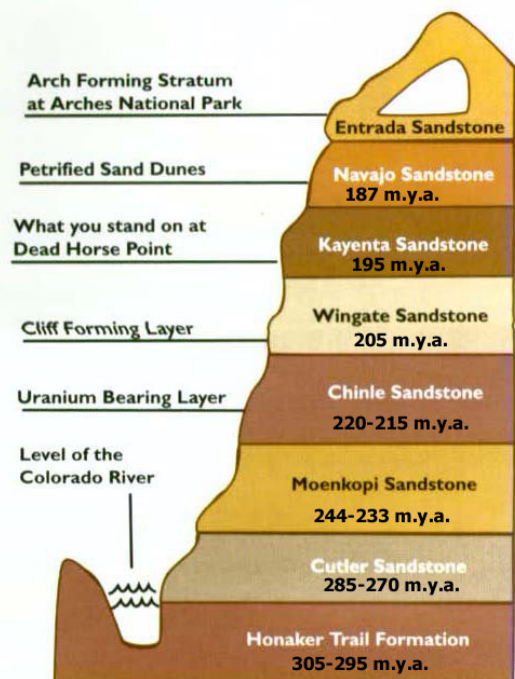 Arch Forming Stratum
at Arches National Park
Entrada Sandstone
Petrified Sand Dunes
Navajo Sandstone
187 m.y.a.
What you stand on at
Dead Horse Point
Kayenta Sandstone
195 m.y.a.
Wingate Sandstone
Cliff Forming Layer
205 m.y.a.
Chinle Sandstone
Uranium Bearing Layer
220-215 m.y.a.
Level of the
Colorado River
Moenkopi Sandstone
244-233 m.y.a.
Cutler Sandstone
285-270 m.y.a.
Honaker Trail Formation
305-295 m.y.a.